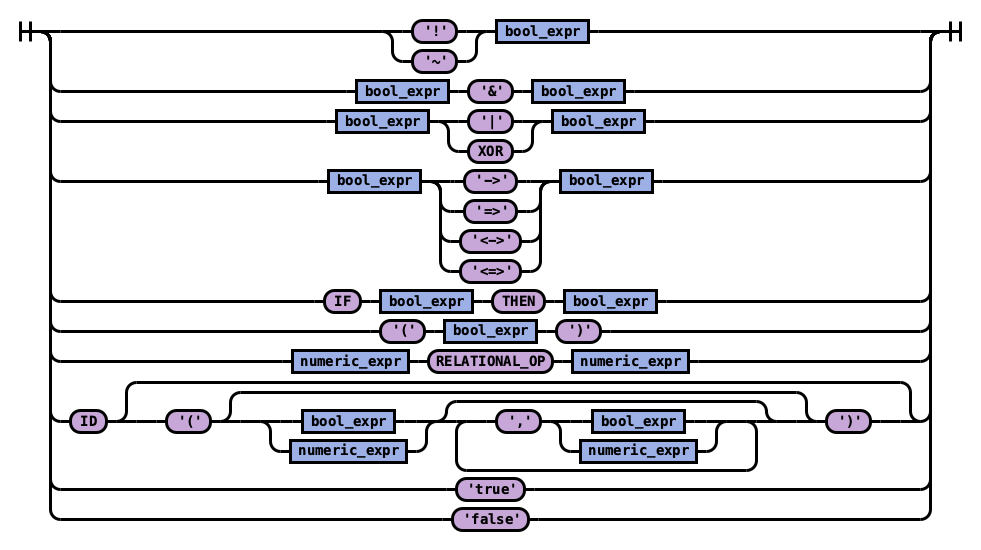 '!' bool_expr
'~'
bool_expr '&' bool_expr
bool_expr '|' bool_expr
XOR
bool_expr '->' bool_expr
'=>'
'<->'
'<=>'
IF bool_expr THEN bool_expr
'(' bool_expr ')'
numeric_expr RELATIONAL_OP numeric_expr
ID '(' bool_expr ',' bool_expr ')'
numeric_expr numeric_expr
'true'
'false'